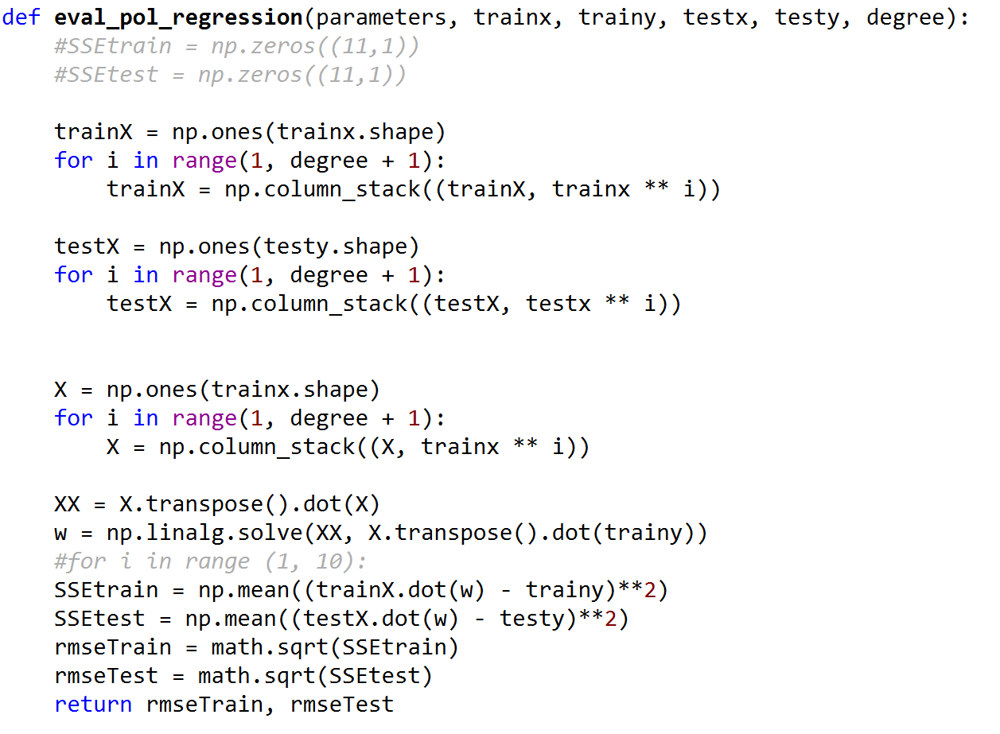 def eval_pol_regression(parameters, trainx, trainy, testx, testy, degree):
    #SSEtrain = np.zeros((11,1))
    #SSEtest = np.zeros((11,1))

    trainX = np.ones(trainx.shape)
    for i in range(1, degree + 1):
        trainX = np.column_stack((trainX, trainx ** i))

    testX = np.ones(testy.shape)
    for i in range(1, degree + 1):
        testX = np.column_stack((testX, testx ** i))


    X = np.ones(trainx.shape)
    for i in range(1, degree + 1):
        X = np.column_stack((X, trainx ** i))

    XX = X.transpose().dot(X)
    w = np.linalg.solve(XX, X.transpose().dot(trainy))
    #for i in range (1, 10):
    SSEtrain = np.mean((trainX.dot(w) - trainy)**2)
    SSEtest = np.mean((testX.dot(w) - testy)**2)
    rmseTrain = math.sqrt(SSEtrain)
    rmseTest = math.sqrt(SSEtest)
    return rmseTrain, rmseTest